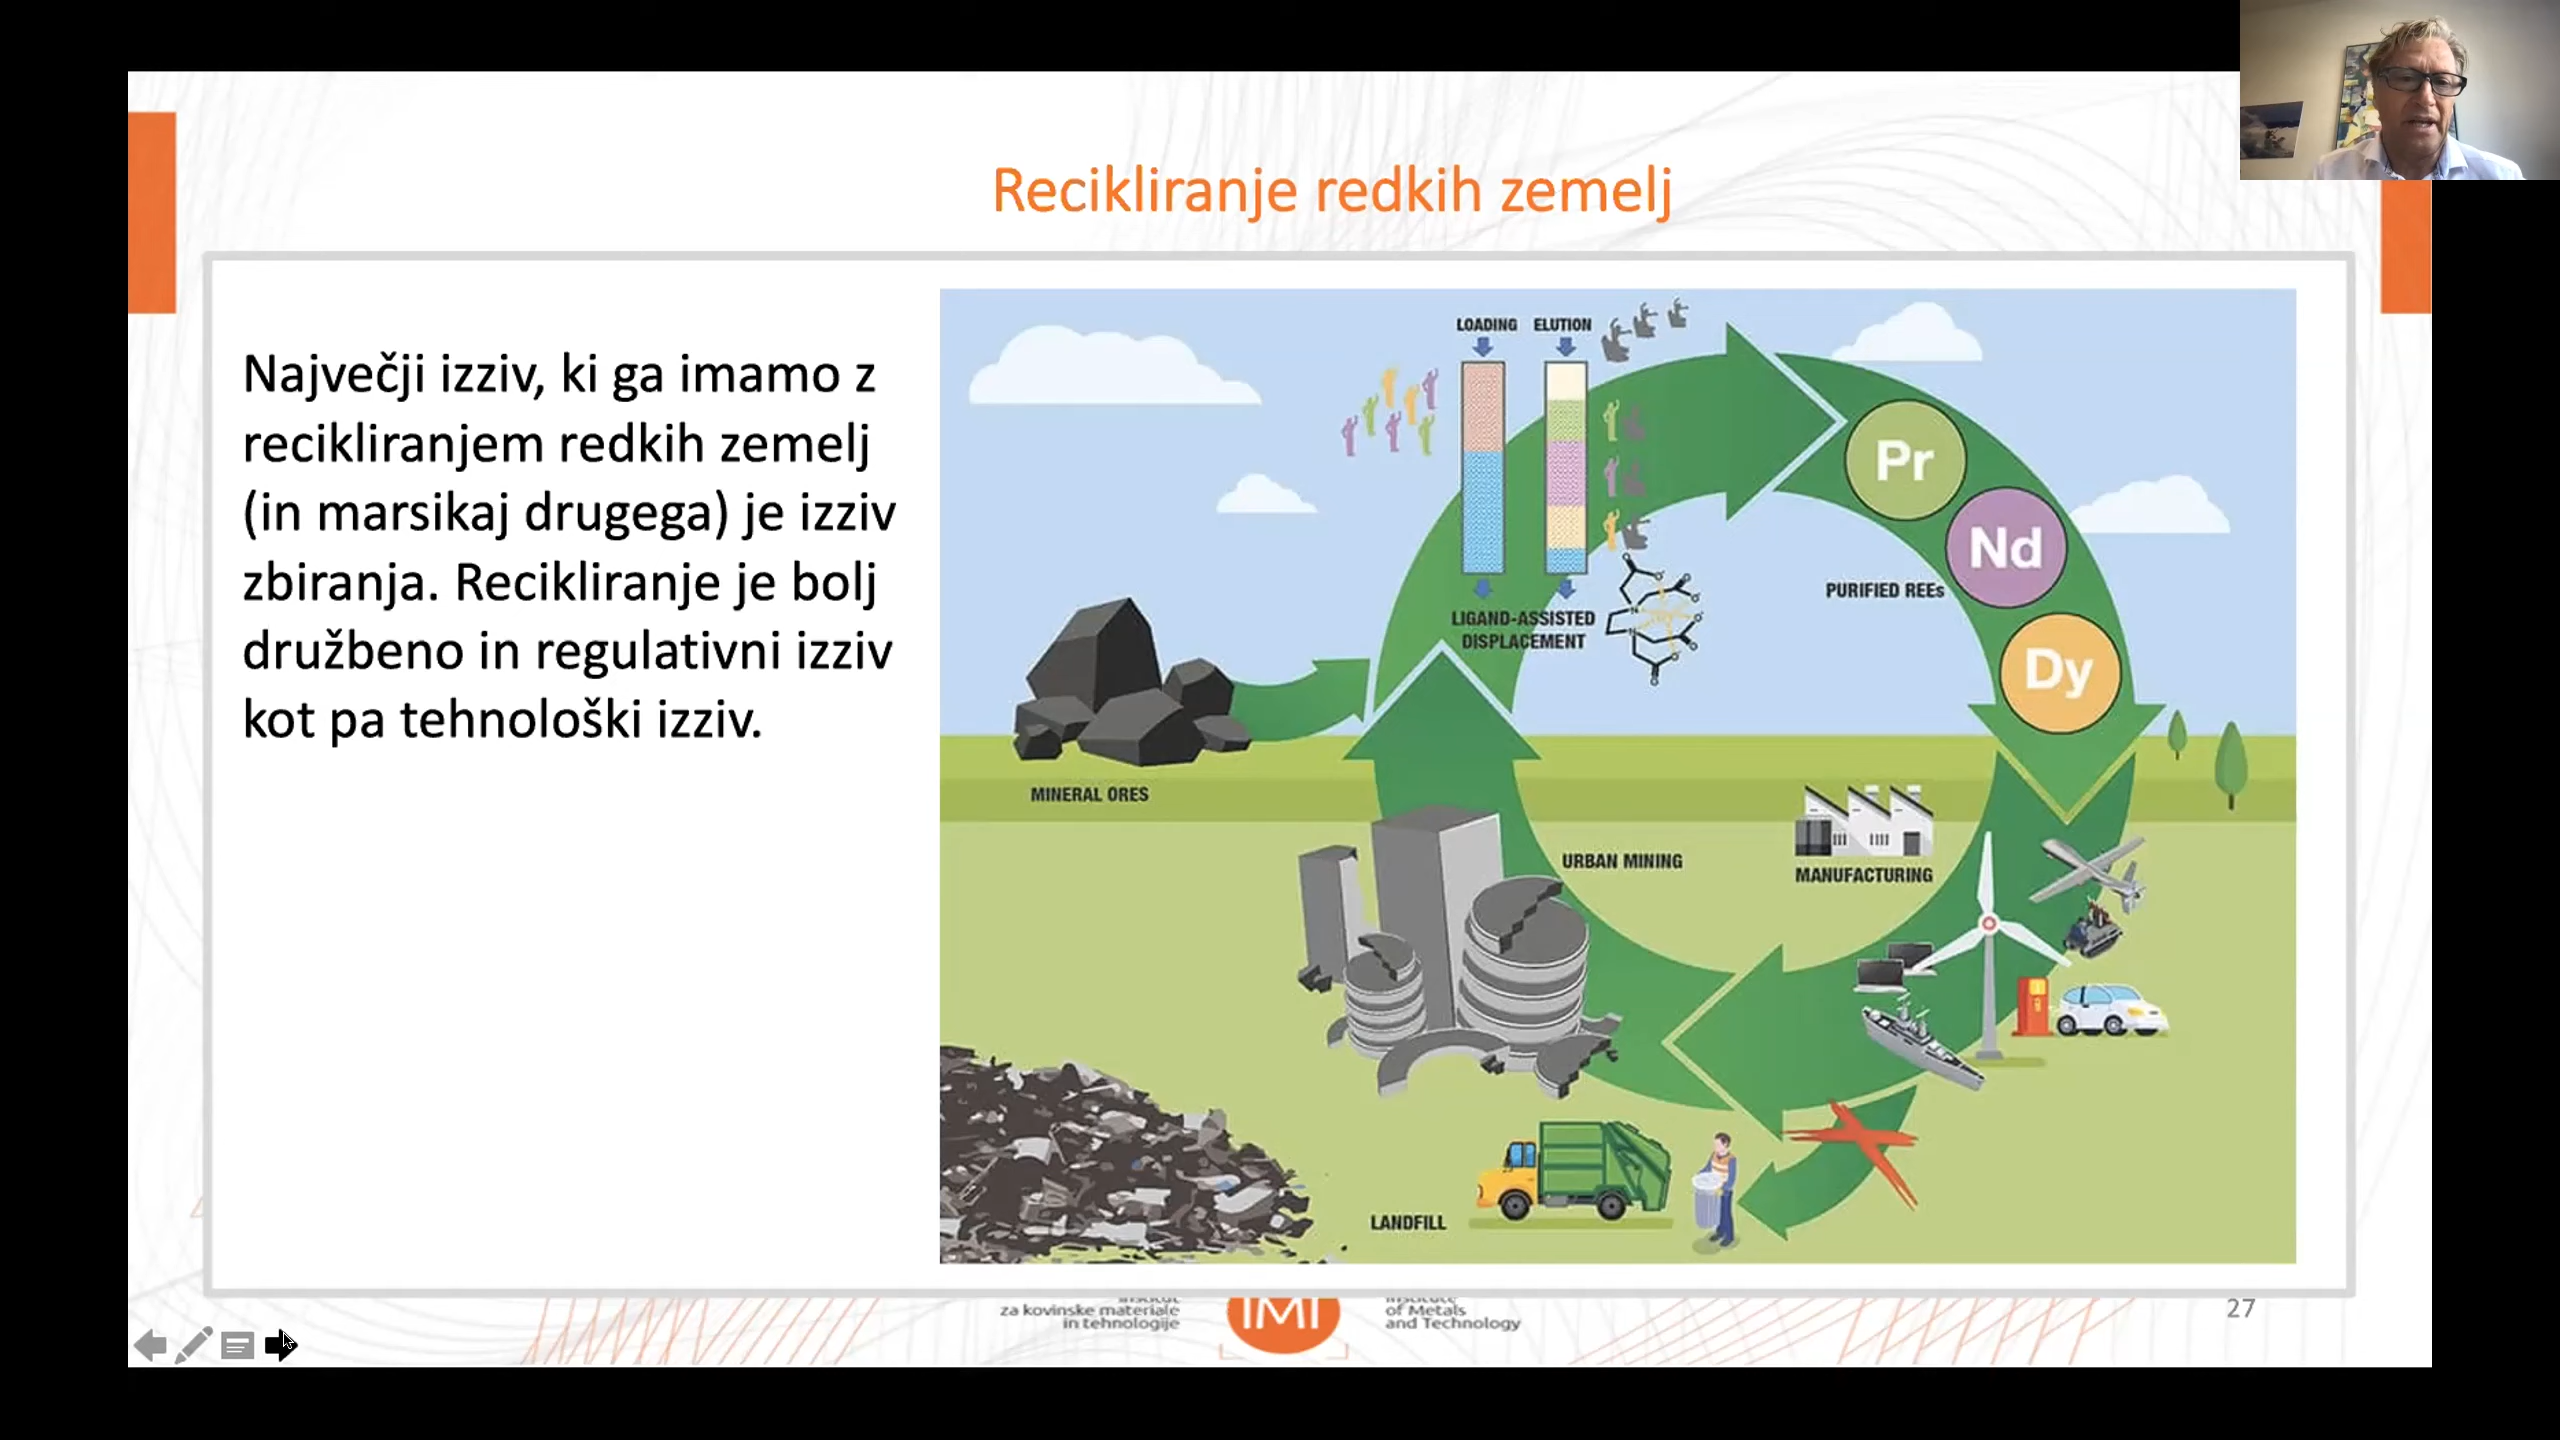 Recikliranje redkih zemelj
Največji izziv, ki ga imamo z
recikliranjem redkih zemelj
(in marsikaj drugega) je izziv
zbiranja. Recikliranje je bolj
družbeno in regulativni izziv
kot pa tehnološki izziv.
LOADING
ELUTION
LIGAND-ASSISTED
DISPLACEMENT
Pr
Nd
Dy
PURIFIED REEs
MINERAL ORES
URBAN MINING
MANUFACTURING
LANDFILL
za kovinske materiale
in tehnologije
IMT
of Metals
and Technology
27